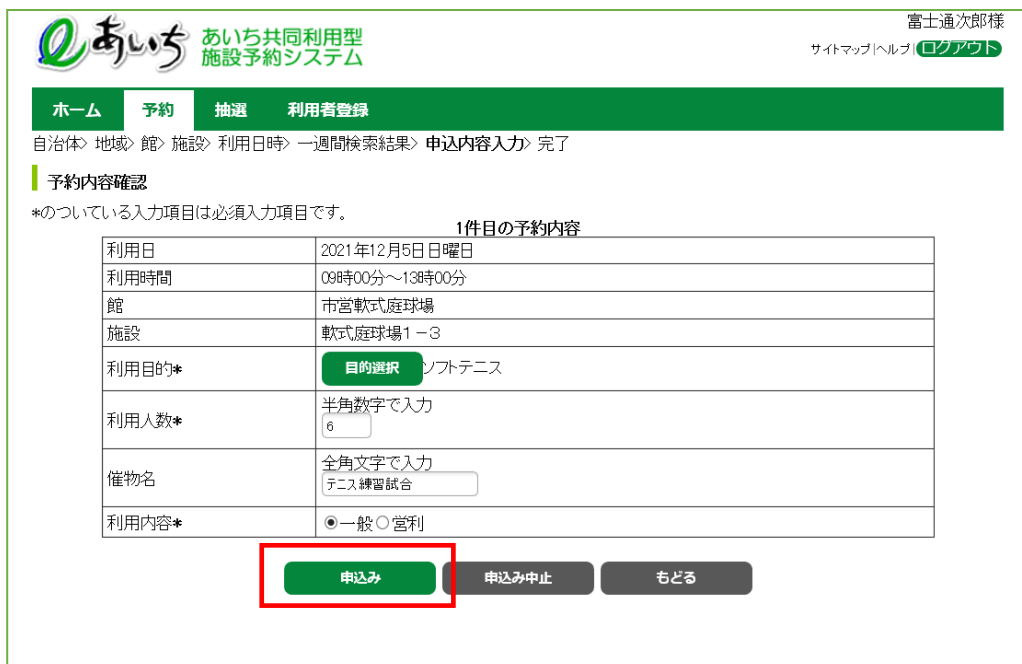 富士通次郎様
あいち あいち共同利用型
施設予約システム
サイトマップ|ヘルプ|ログアウト
ホーム 予約 抽選 利用者登録
自治体> 地域> 館> 施設> 利用日時> 一週間検索結果> 申込内容入力> 完了
予約内容確認
*のついている入力項目は必須入力項目です。
1件目の予約内容
利用日 2021年12月5日 日曜日
利用時間 09時00分～13時00分
館 市営軟式庭球場
施設 軟式庭球場1－3
利用目的* 目的選択 ソフトテニス
利用人数* 半角数字で入力
6
催物名 全角文字で入力
テニス練習試合
利用内容* 一般 営利
申込み 申込み中止 もどる